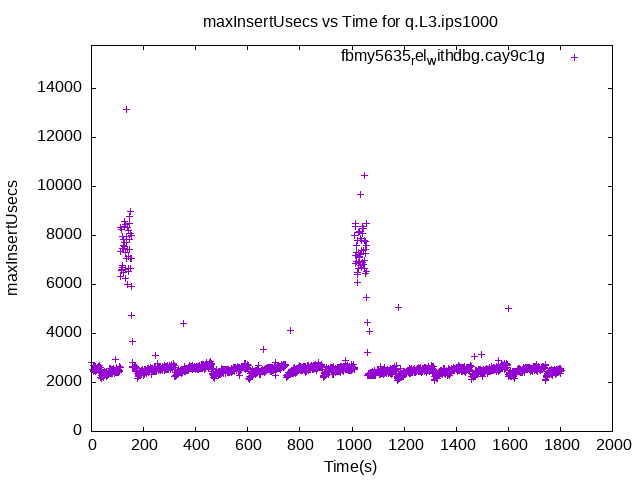 maxInsertUsecs vs Time for q.L3.ips1000
fbmy5635relwithdbg.cay9c1g
14000
12000
10000
8000
6000
4000
2000
0
maxInsertUsecs
0 200 400 600 800 1000 1200 1400 1600 1800 2000
Time(s)